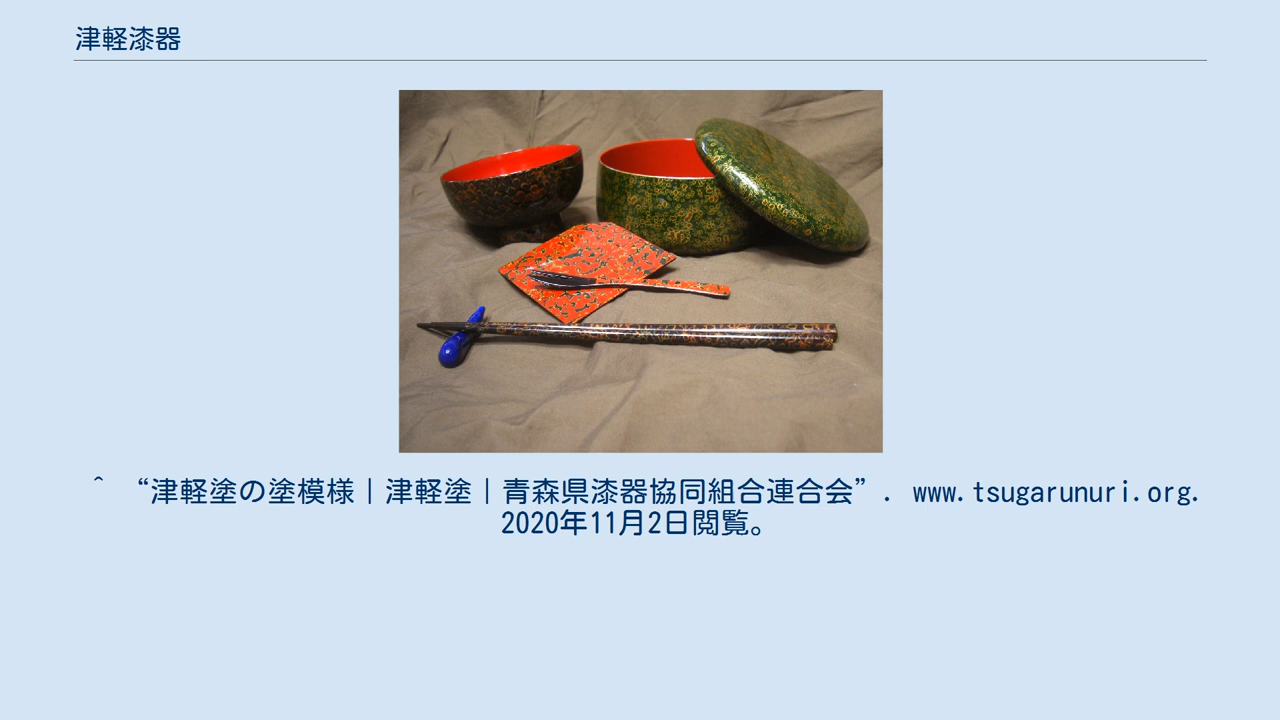 津軽漆器
^ “津軽塗の塗模様｜津軽塗｜青森県漆器協同組合連合会”. www.tsugarunuri.org.
2020年11月2日閲覧。